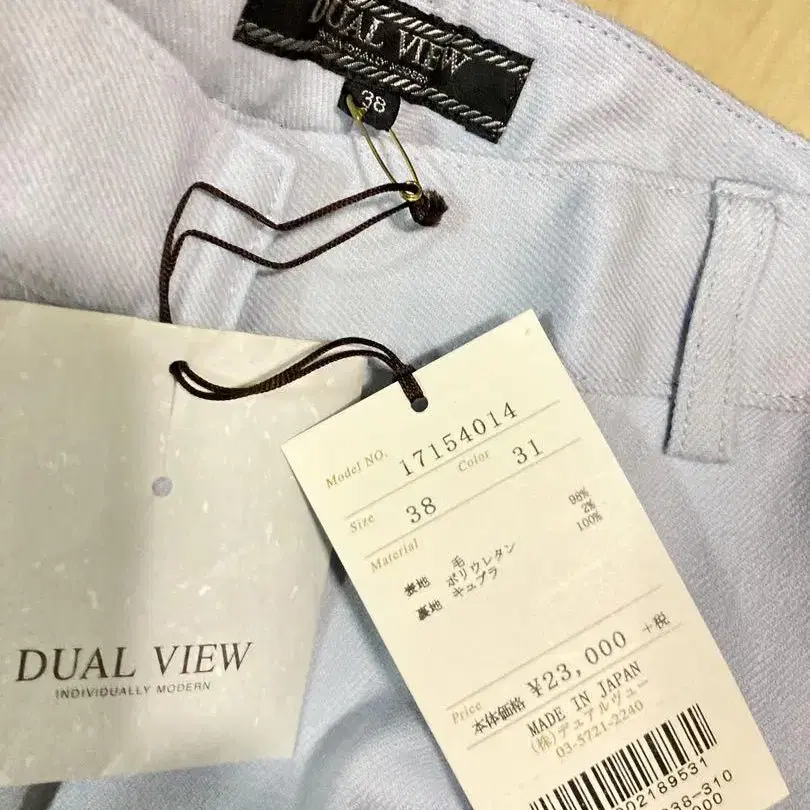 DUAL VIEW
INDIVIDUALLY MODERN
38
Model NO. 17154014
Size 38 Color 31
Material
表地 毛 98%
ポリウレタン 2%
裏地 キュプラ 100%
Price
本体価格 ¥23,000 +税
MADE IN JAPAN
(株)デュアルヴュー
03-5721-2240
DUAL VIEW
INDIVIDUALLY MODERN